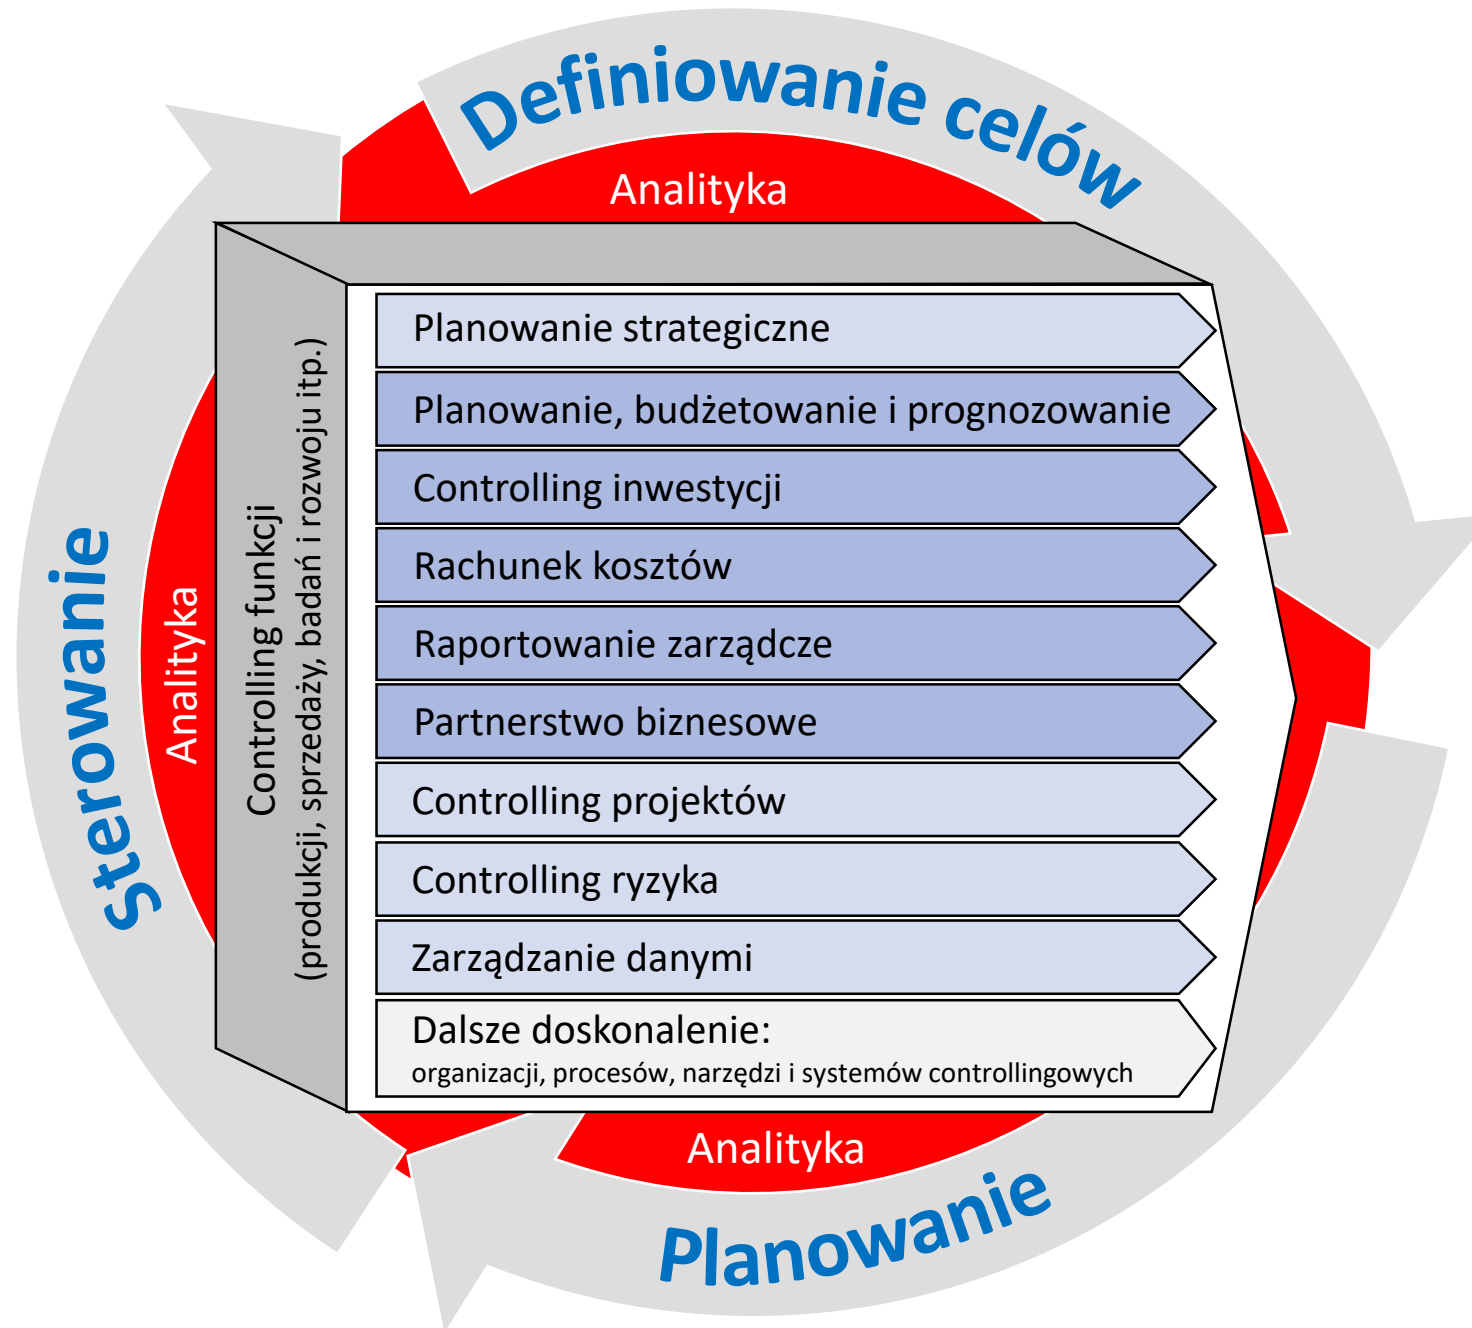 Definiowanie celów
Analityka
Planowanie strategiczne
Planowanie, budżetowanie i prognozowanie
Controlling inwestycji
Rachunek kosztów
Raportowanie zarządcze
Partnerstwo biznesowe
Controlling projektów
Controlling ryzyka
Zarządzanie danymi
Dalsze doskonalenie:
organizacji, procesów, narzędzi i systemów controllingowych
Controlling funkcji
(produkcji, sprzedaży, badań i rozwoju itp.)
Analityka
Sterowanie
Analityka
Planowanie